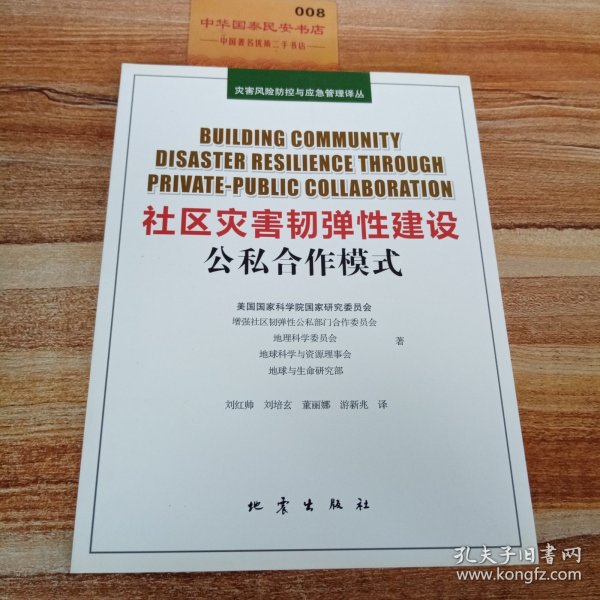 008
中华国泰民安书店
中国著名优质二手书店
灾害风险防控与应急管理译丛
BUILDING COMMUNITY
DISASTER RESILIENCE THROUGH
PRIVATE-PUBLIC COLLABORATION
社区灾害韧弹性建设
公私合作模式
美国国家科学院国家研究委员会
增强社区韧弹性公私部门合作委员会
地理科学委员会
著
地球科学与资源理事会
地球与生命研究部
刘红帅 刘培玄 董丽娜 游新兆 译
地震出版社
孔夫子旧书网
www.kongfz.com